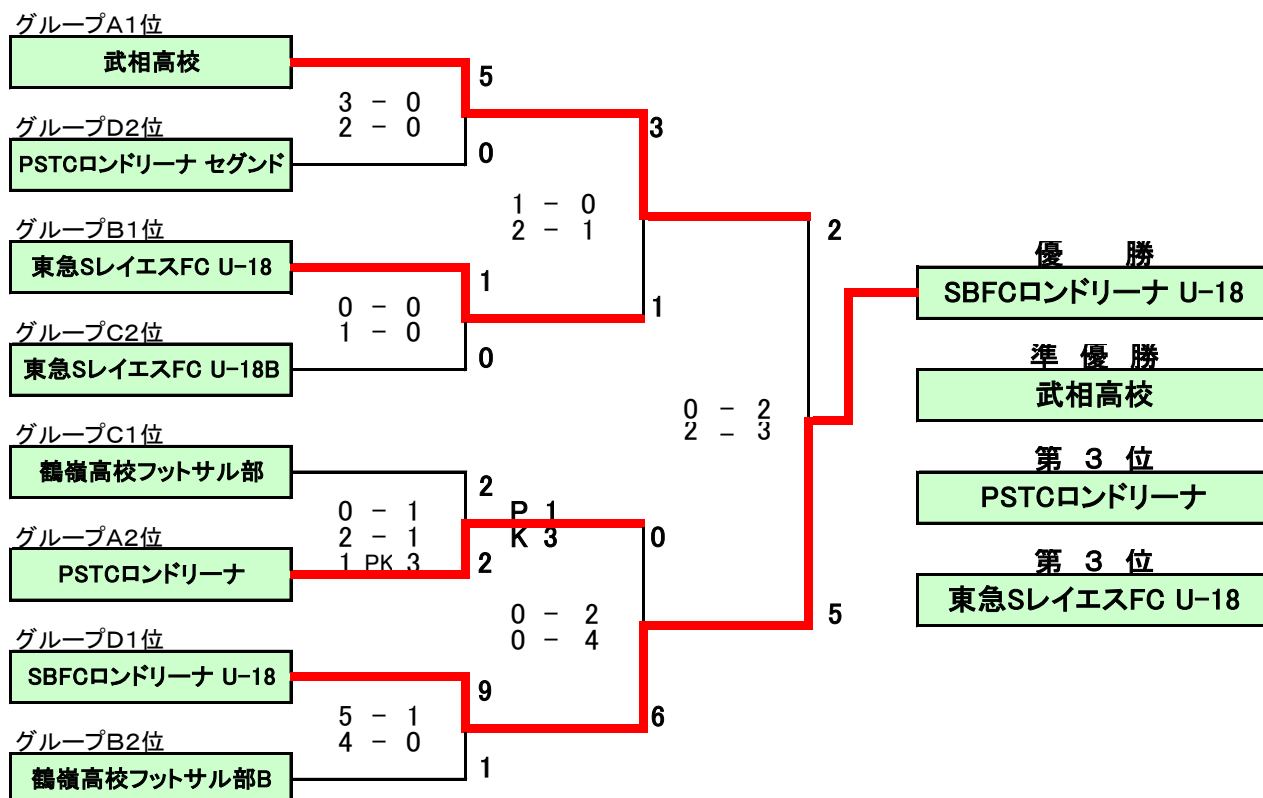 グループA1位
武相高校
5
3 - 0
2 - 0
グループD2位
PSTCロンドリーナ セグンド
0
3
1 - 0
2 - 1
グループB1位
東急SレイエスFC U-18
1
0 - 0
1 - 0
グループC2位
東急SレイエスFC U-18B
0
1
2
0 - 2
2 - 3
グループC1位
鶴嶺高校フットサル部
2
0 - 1
2 - 1
1 PK 3
P 1
K 3
グループA2位
PSTCロンドリーナ
2
0
0 - 2
0 - 4
グループD1位
SBFCロンドリーナ U-18
9
5 - 1
4 - 0
グループB2位
鶴嶺高校フットサル部B
1
6
5
優 勝
SBFCロンドリーナ U-18
準 優 勝
武相高校
第 3 位
PSTCロンドリーナ
第 3 位
東急SレイエスFC U-18